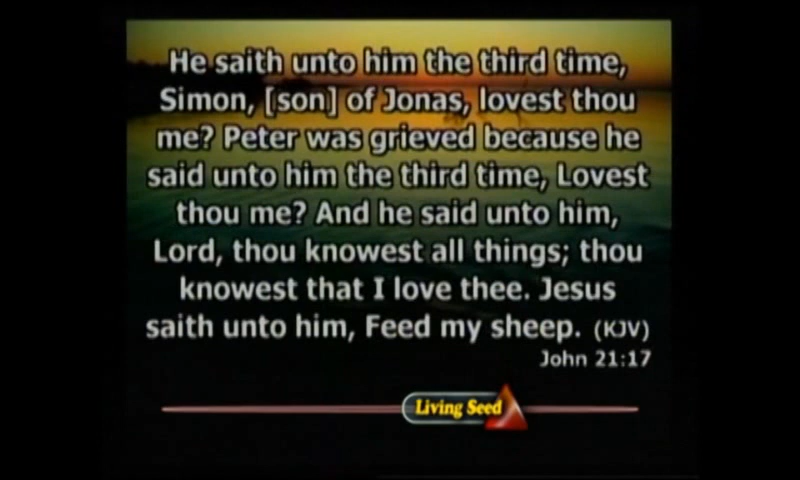 He saith unto him the third time,
Simon, [son] of Jonas, lovest thou
me? Peter was grieved because he
said unto him the third time, Lovest
thou me? And he said unto him,
Lord, thou knowest all things; thou
knowest that I love thee. Jesus
saith unto him, Feed my sheep. (KJV)
John 21:17
Living Seed